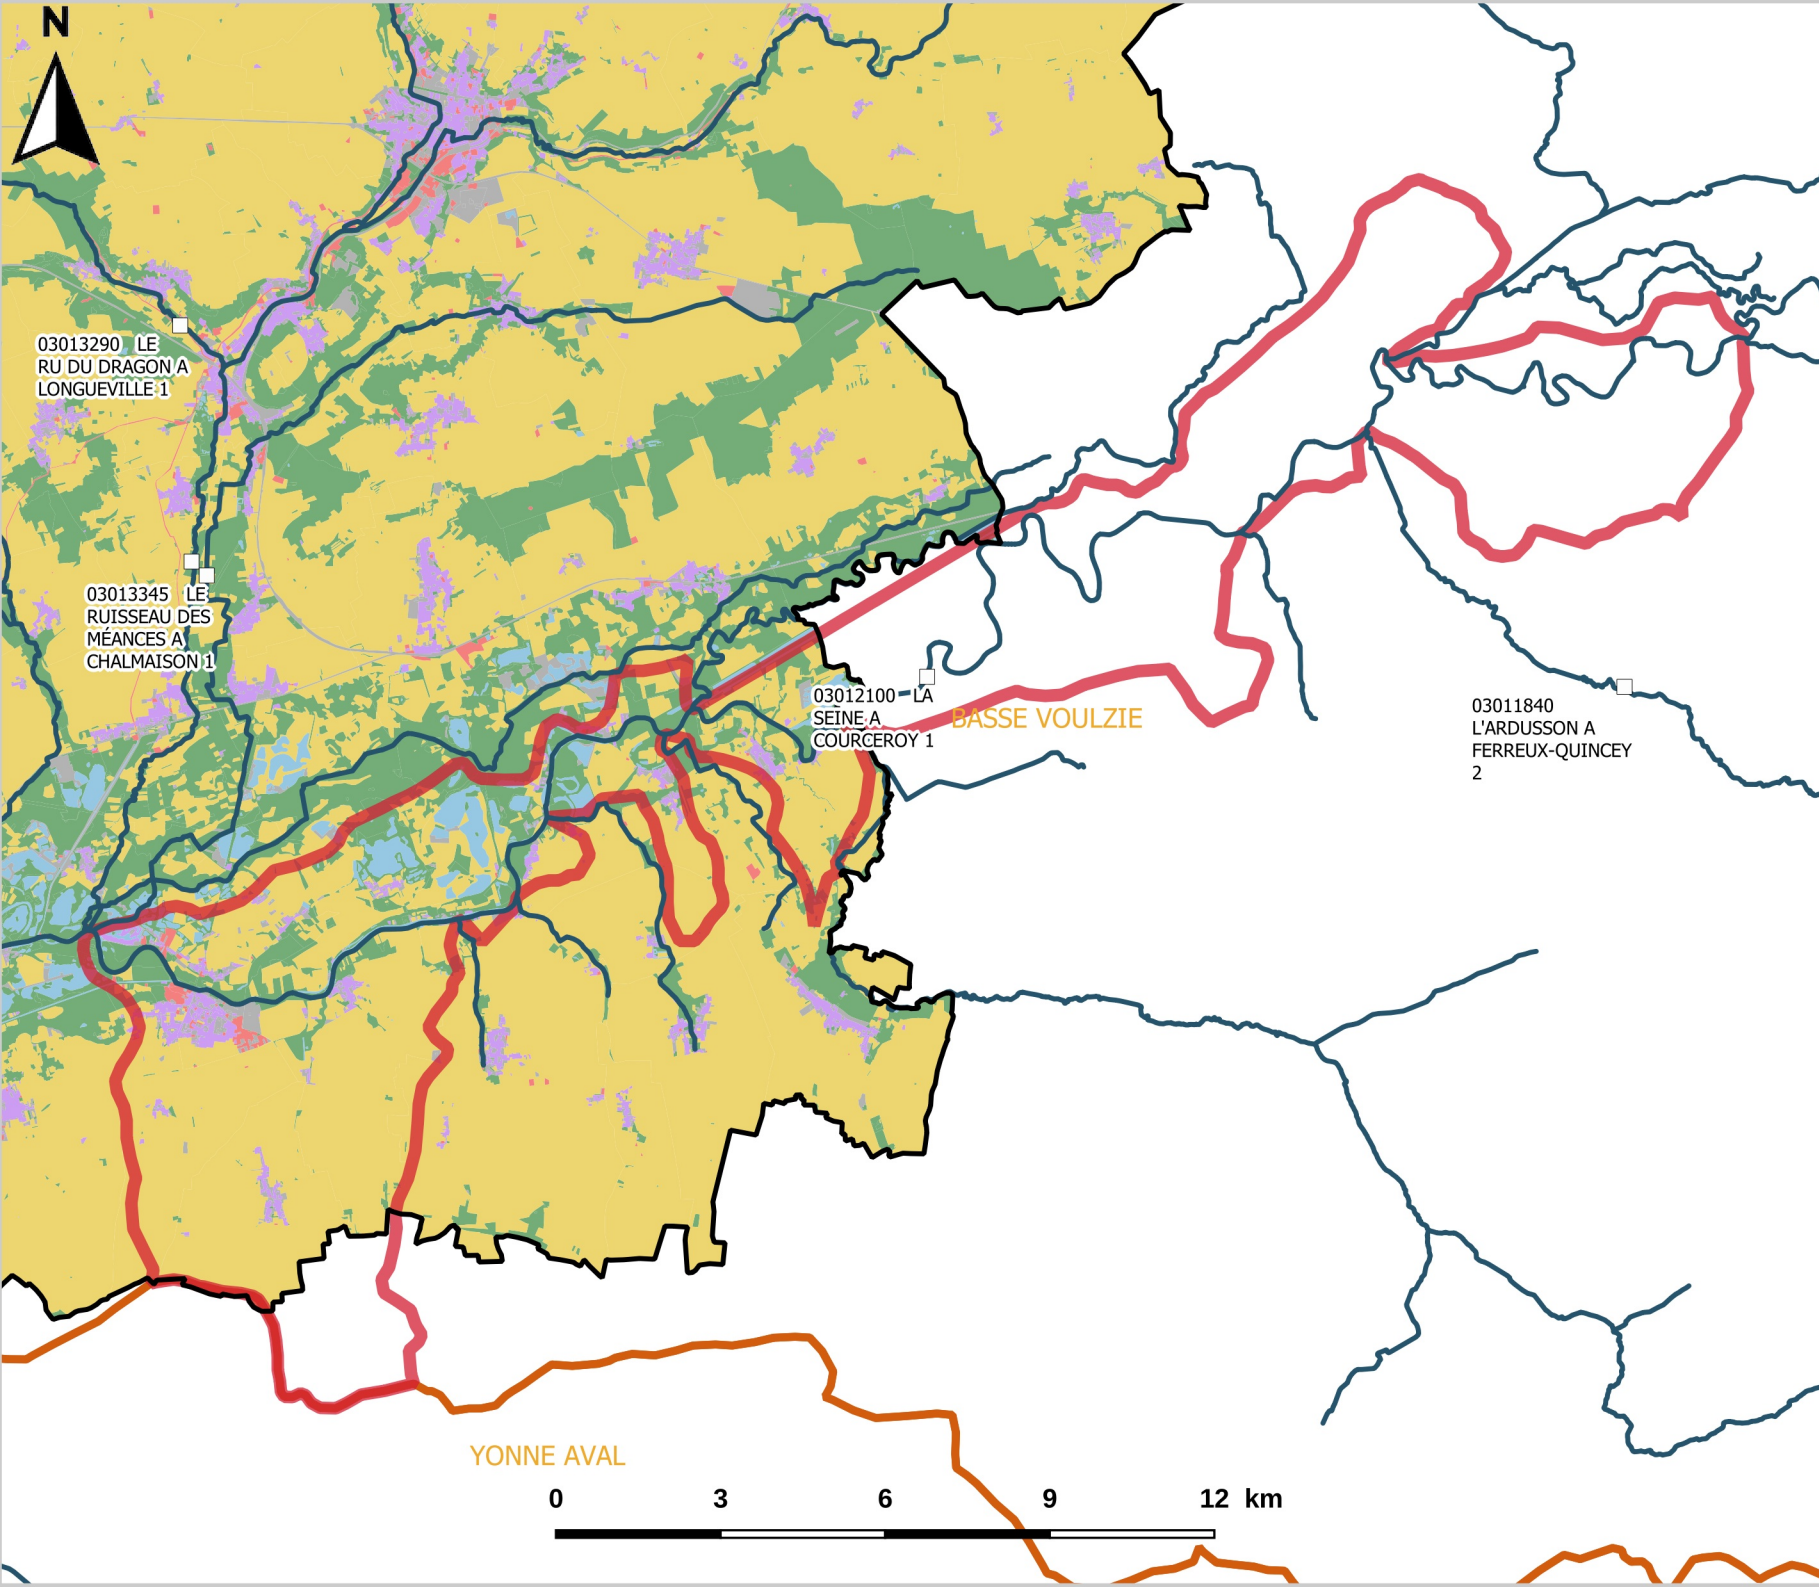 N
03013290 LE
RU DU DRAGON A
LONGUEVILLE 1
03013345 LE
RUISSEAU DES
MÉANCES A
CHALMAISON 1
03012100 LA
SEINE A
COURCEROY 1
BASSE VOULZIE
03011840
L'ARDUSSON A
FERREUX-QUINCEY
2
YONNE AVAL
0 3 6 9 12 km